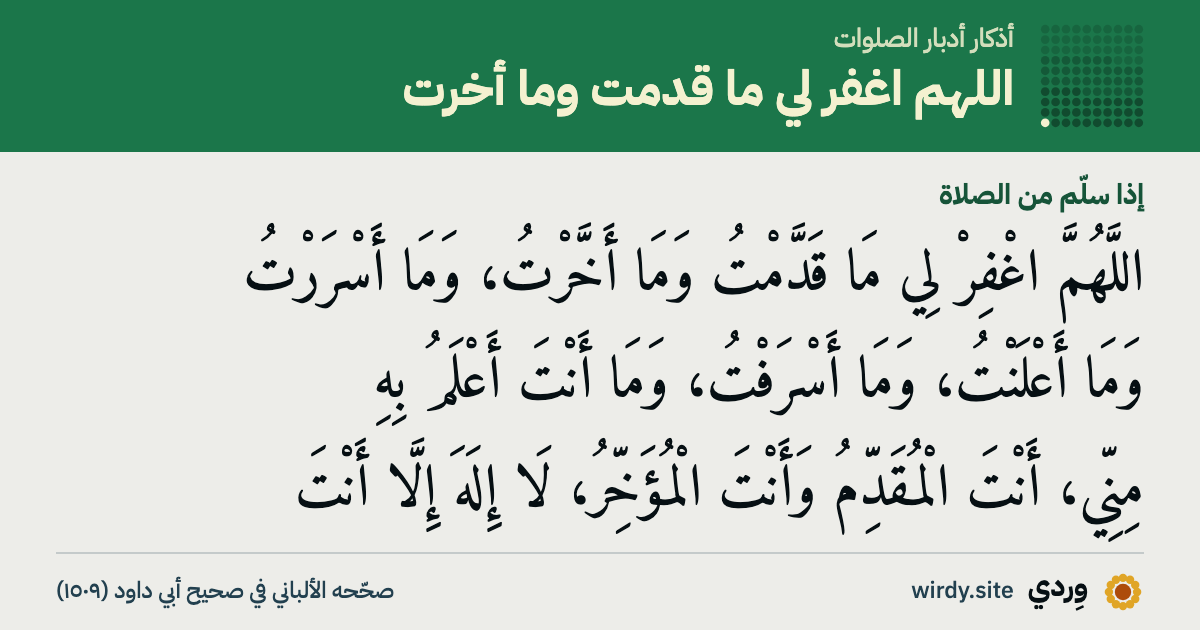 أذكار أدبار الصلوات
اللهم اغفر لي ما قدمت وما أخرت
إذا سلّم من الصلاة
اللَّهُمَّ اغْفِرْ لِي مَا قَدَّمْتُ وَمَا أَخَّرْتُ، وَمَا أَسْرَرْتُ
وَمَا أَعْلَنْتُ، وَمَا أَسْرَفْتُ، وَمَا أَنْتَ أَعْلَمُ بِهِ
مِنِّي، أَنْتَ الْمُقَدِّمُ وَأَنْتَ الْمُؤَخِّرُ، لَا إِلَهَ إِلَّا أَنْتَ
وِردي wirdy.site
صحّحه الألباني في صحيح أبي داود (١٥٠٩)